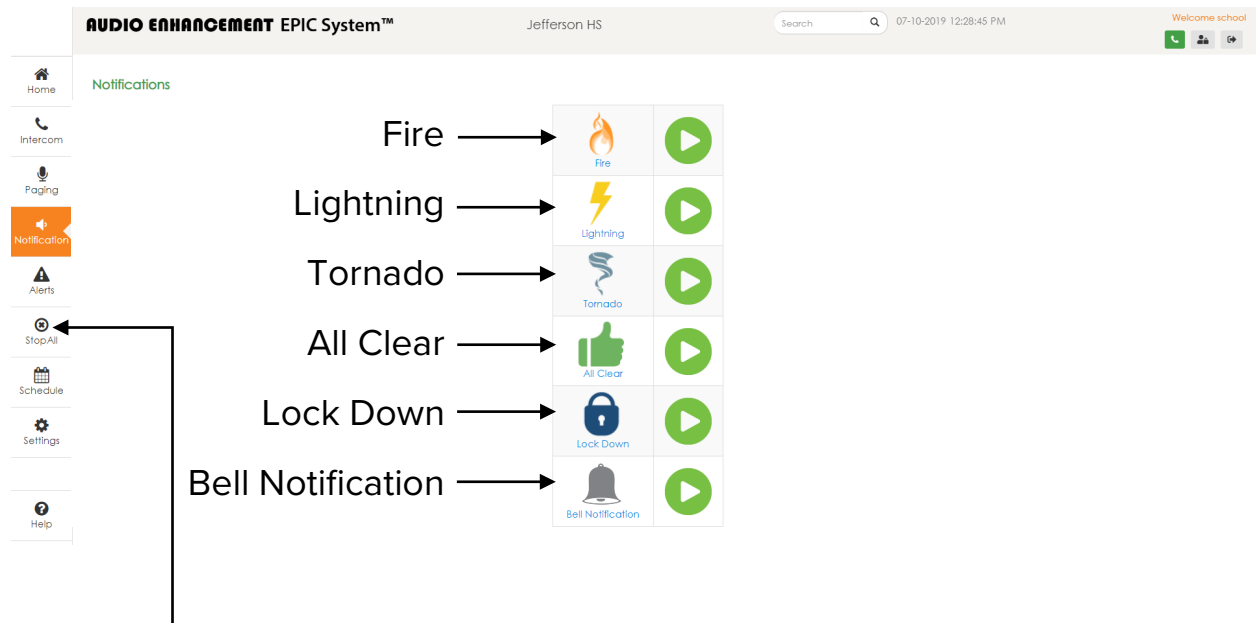 AUDIO ENHANCEMENT EPIC System™
Jefferson HS
Search
07-10-2019 12:28:45 PM
Welcome school
Home
Intercom
Paging
Notification
Alerts
StopAll
Schedule
Settings
Help
Notifications
Fire
Fire
Lightning
Lightning
Tornado
Tornado
All Clear
All Clear
Lock Down
Lock Down
Bell Notification
Bell Notification